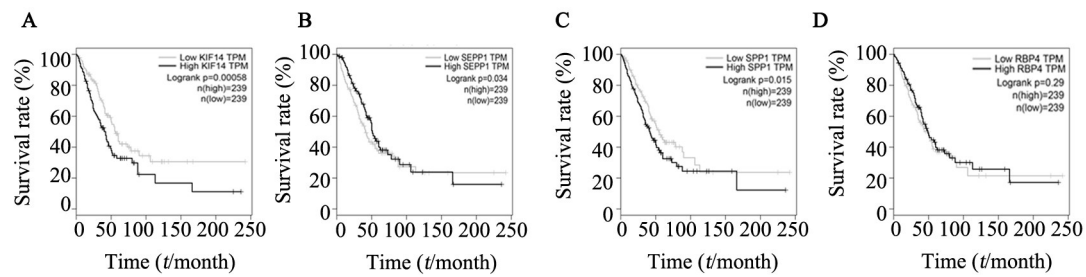 A
Survival rate (%)
100
80
60
40
20
0
Low KIF14 TPM
High KIF14 TPM
Logrank p=0.00058
n(high)=239
n(low)=239
0 50 100 150 200 250
Time (t/month)
B
Survival rate (%)
100
80
60
40
20
0
Low SEPP1 TPM
High SEPP1 TPM
Logrank p=0.034
n(high)=239
n(low)=239
0 50 100 150 200 250
Time (t/month)
C
Survival rate (%)
100
80
60
40
20
0
Low SPP1 TPM
High SPP1 TPM
Logrank p=0.015
n(high)=239
n(low)=239
0 50 100 150 200 250
Time (t/month)
D
Survival rate (%)
100
80
60
40
20
0
Low RBP4 TPM
High RBP4 TPM
Logrank p=0.29
n(high)=239
n(low)=239
0 50 100 150 200 250
Time (t/month)